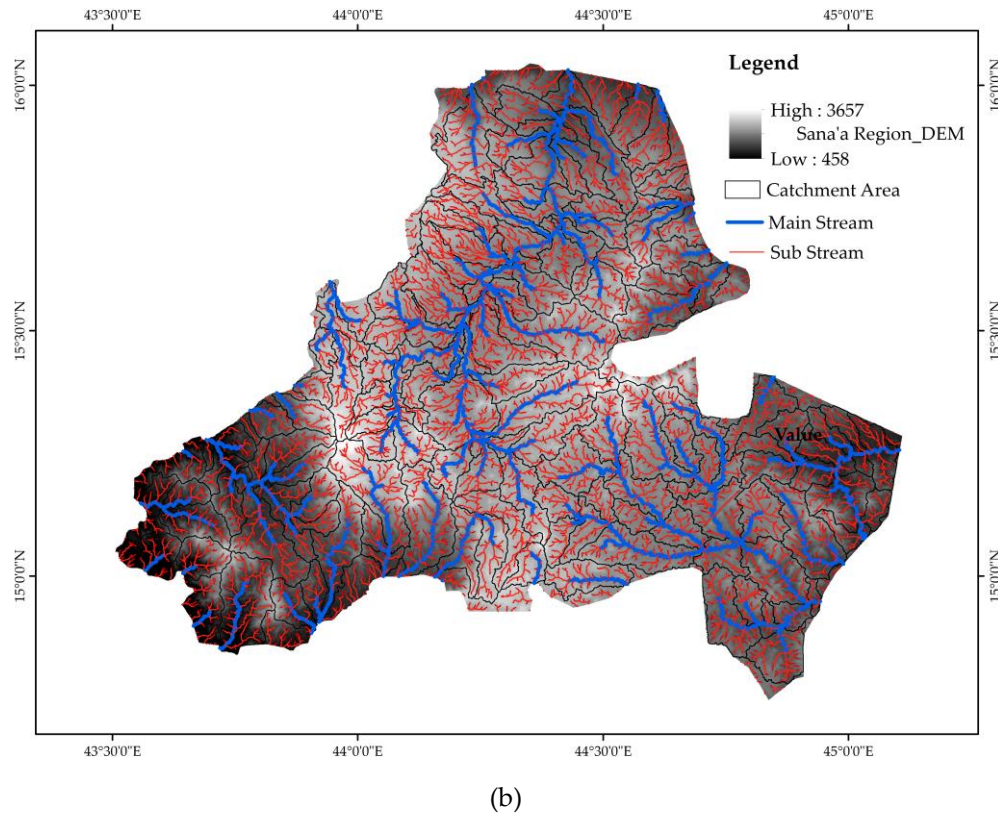 43°30'0"E 44°0'0"E 44°30'0"E 45°0'0"E
16°0'0"N 16°0'0"N
Legend
High : 3657
Sana'a Region_DEM
Low : 458
Catchment Area
Main Stream
Sub Stream
15°30'0"N 15°30'0"N
Value
15°0'0"N 15°0'0"N
43°30'0"E 44°0'0"E 44°30'0"E 45°0'0"E
(b)